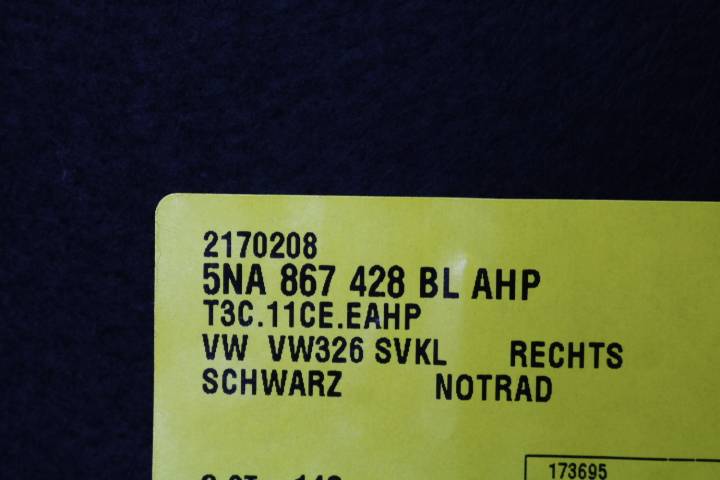 2170208
5NA 867 428 BL AHP
T3C.11CE.EAHP
VW VW326 SVKL RECHTS
SCHWARZ NOTRAD
173695